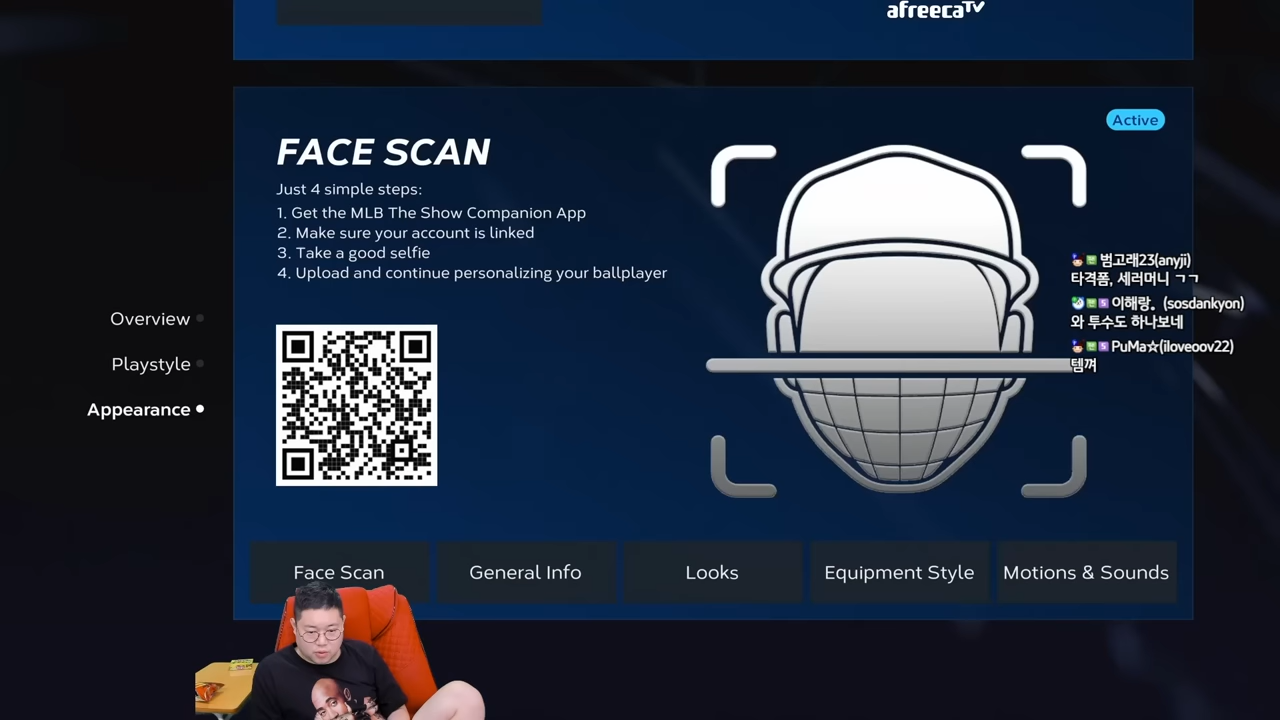 afreecaTV
Active
FACE SCAN
Just 4 simple steps:
1. Get the MLB The Show Companion App
2. Make sure your account is linked
3. Take a good selfie
4. Upload and continue personalizing your ballplayer
범고래23(anyji)
타격폼, 세러머니 ㄱㄱ
이해랑。(sosdankyon)
와 투수도 하나보네
PuMa☆(iloveoov22)
템껴
Overview
Playstyle
Appearance
Face Scan
General Info
Looks
Equipment Style
Motions & Sounds